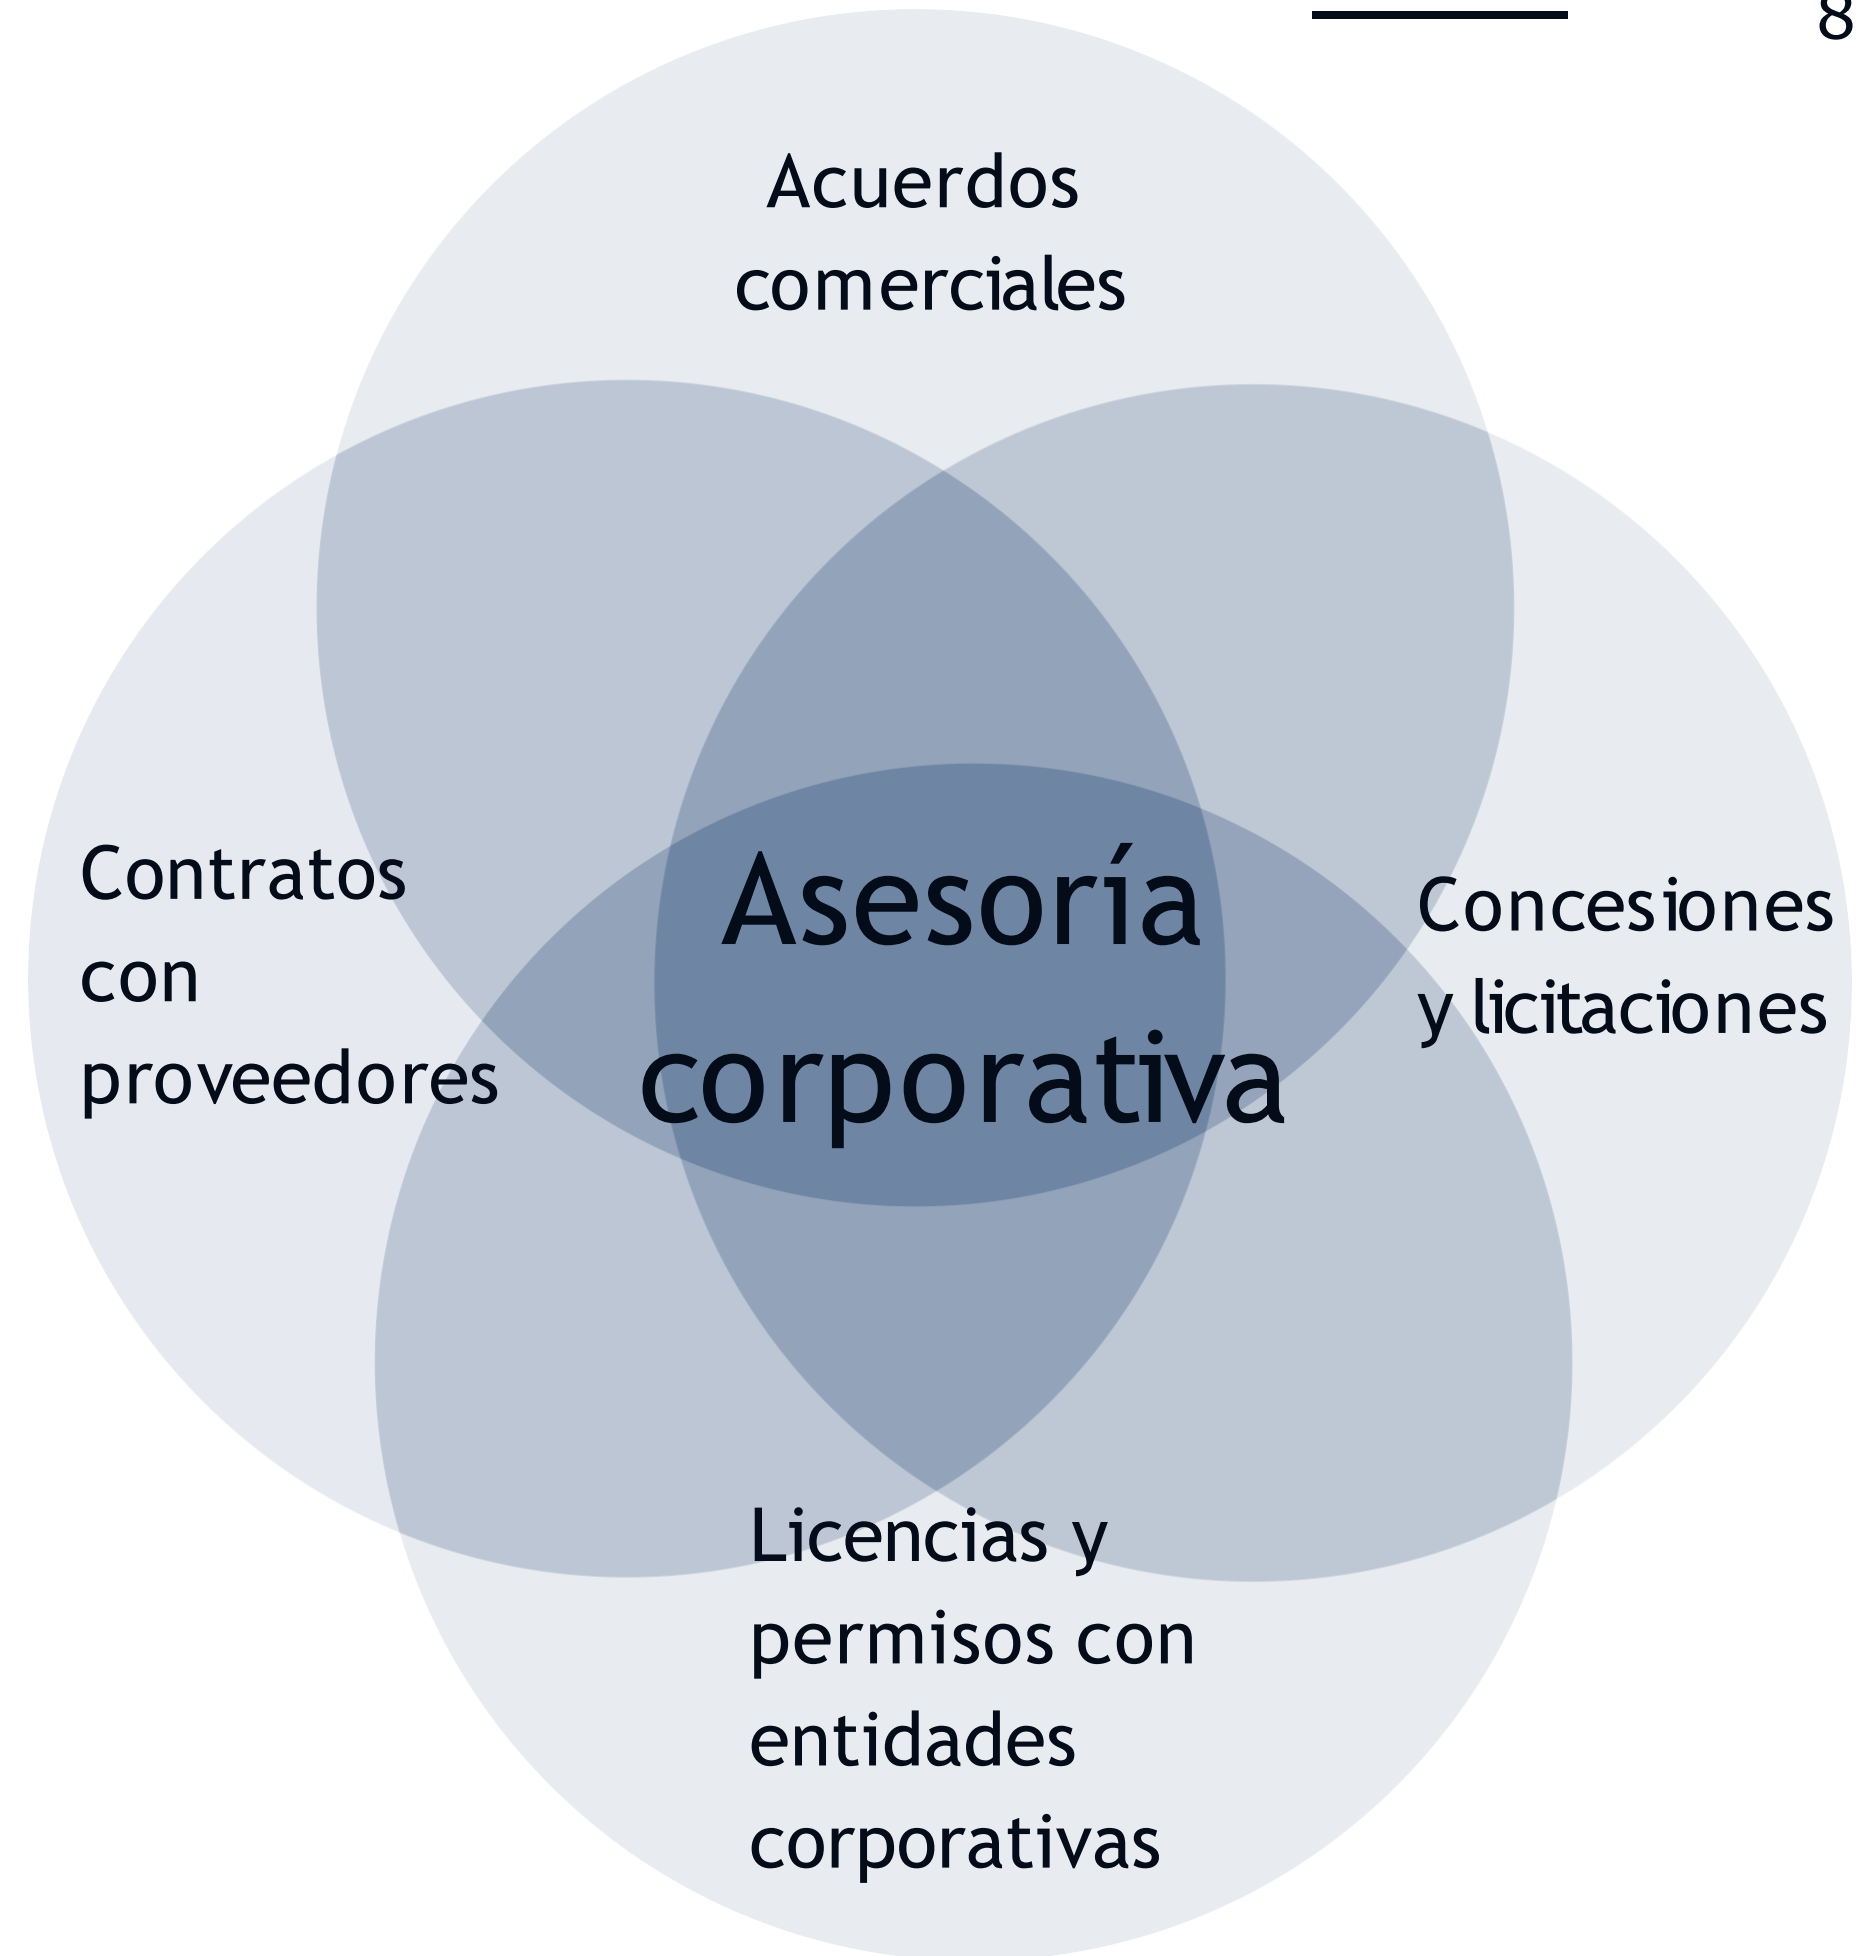 8
Acuerdos
comerciales
Contratos
con
proveedores
Asesoría
corporativa
Concesiones
y licitaciones
Licencias y
permisos con
entidades
corporativas